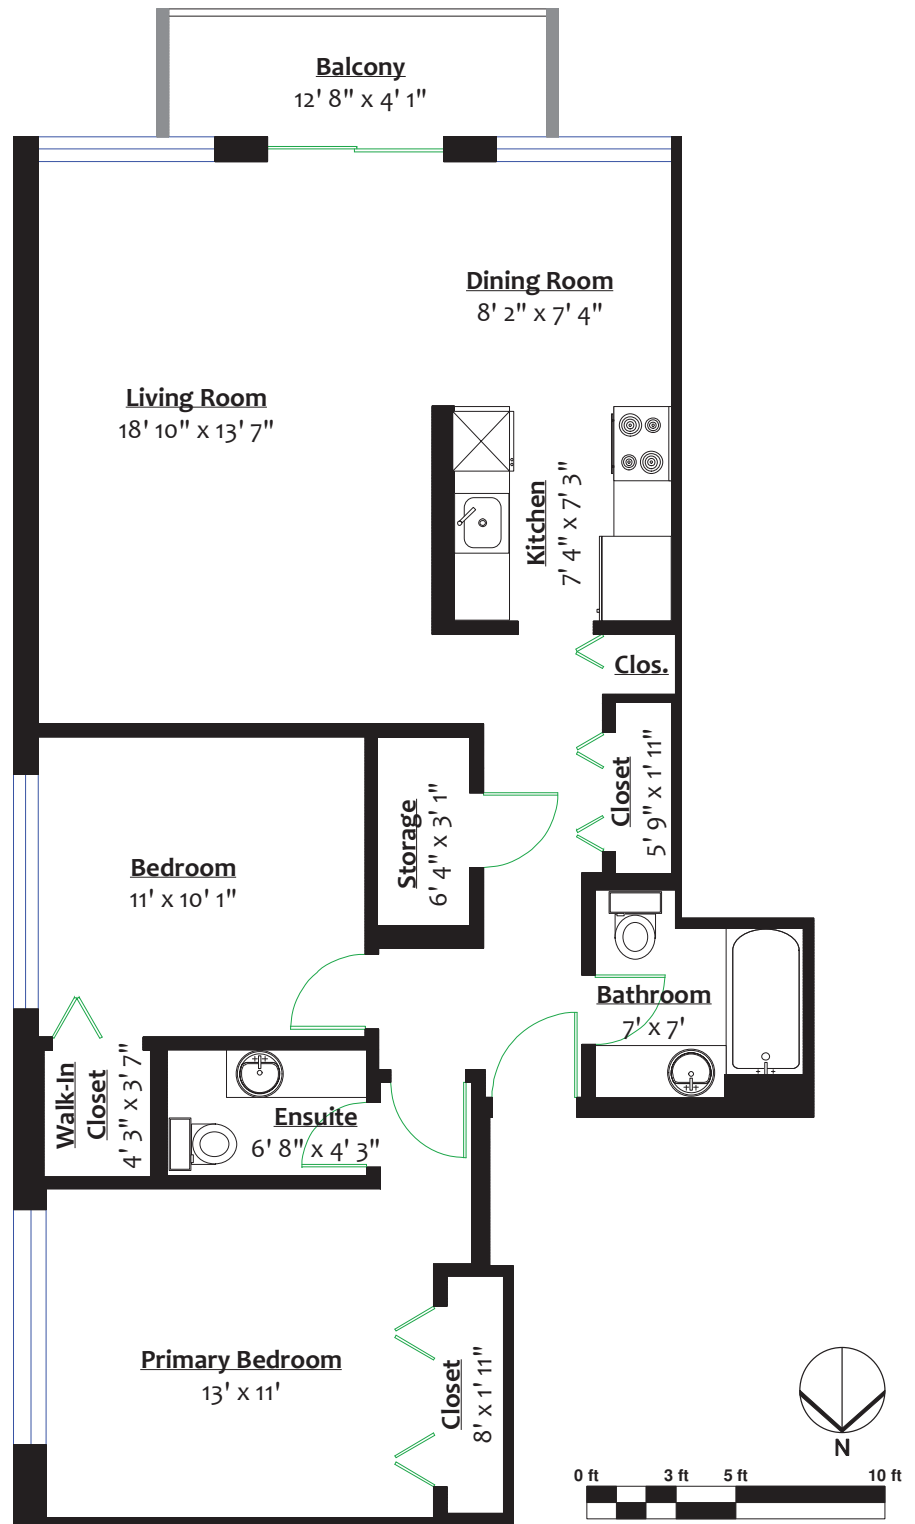 Balcony
12' 8" x 4' 1"
Dining Room
8' 2" x 7' 4"
Living Room
18' 10" x 13' 7"
Kitchen
7' 4" x 7' 3"
Clos.
Closet
5' 9" x 1' 11"
Storage
6' 4" x 3' 1"
Bedroom
11' x 10' 1"
Bathroom
7' x 7'
Walk-In
Closet
4' 3" x 3' 7"
Ensuite
6' 8" x 4' 3"
Primary Bedroom
13' x 11'
Closet
8' x 1' 11"
N
0 ft 3 ft 5 ft 10 ft